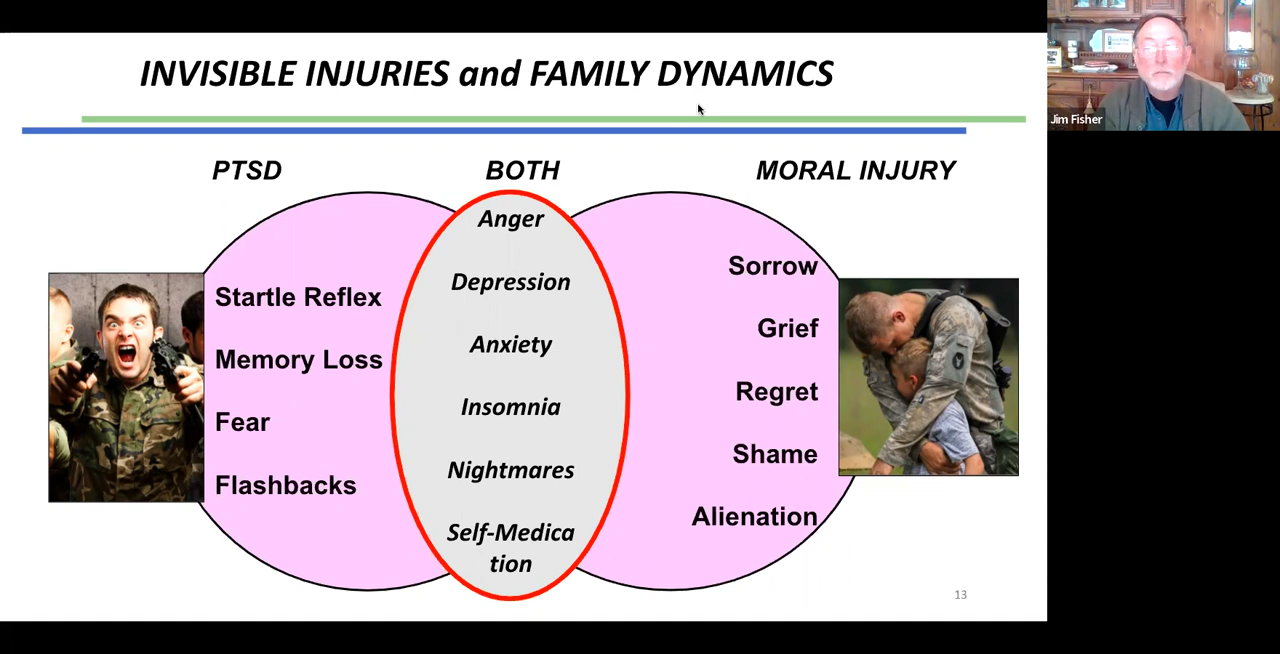 INVISIBLE INJURIES and FAMILY DYNAMICS
PTSD
BOTH
MORAL INJURY
Startle Reflex
Memory Loss
Fear
Flashbacks
Anger
Depression
Anxiety
Insomnia
Nightmares
Self-Medica
tion
Sorrow
Grief
Regret
Shame
Alienation
13
Jim Fisher